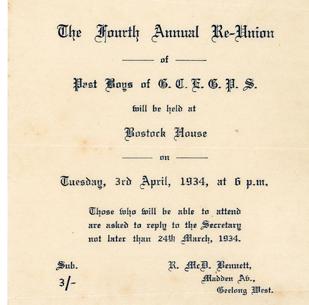 The Fourth Annual Re-Union
of
Past Boys of G. C. E. G. P. S.
will be held at
Bostock House
on
Tuesday, 3rd April, 1934, at 6 p.m.
Those who will be able to attend
are asked to reply to the Secretary
not later than 24th March, 1934.
Sub.
3/-
R. McD. Bennett,
Madden Av.,
Geelong West.